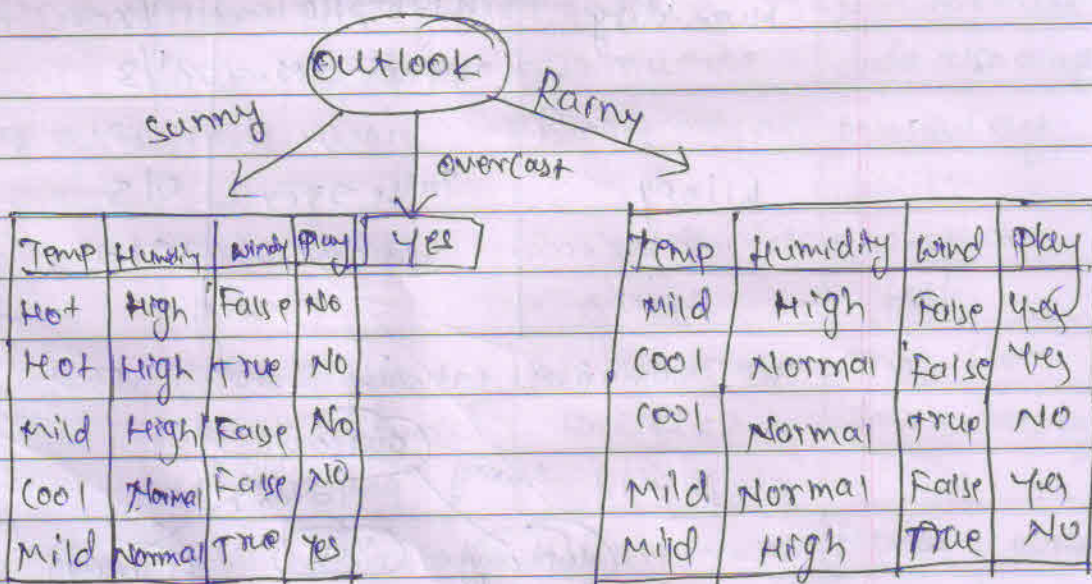 Outlook
Sunny
Rainy
overcast
Temp Humidity windy play Yes
Hot High False No
Hot High true No
Mild High False No
Cool Normal False NO
Mild Normal True Yes
Temp Humidity wind play
Mild High False Yes
Cool Normal False Yes
Cool Normal True NO
Mild Normal False Yes
Mild High True NO